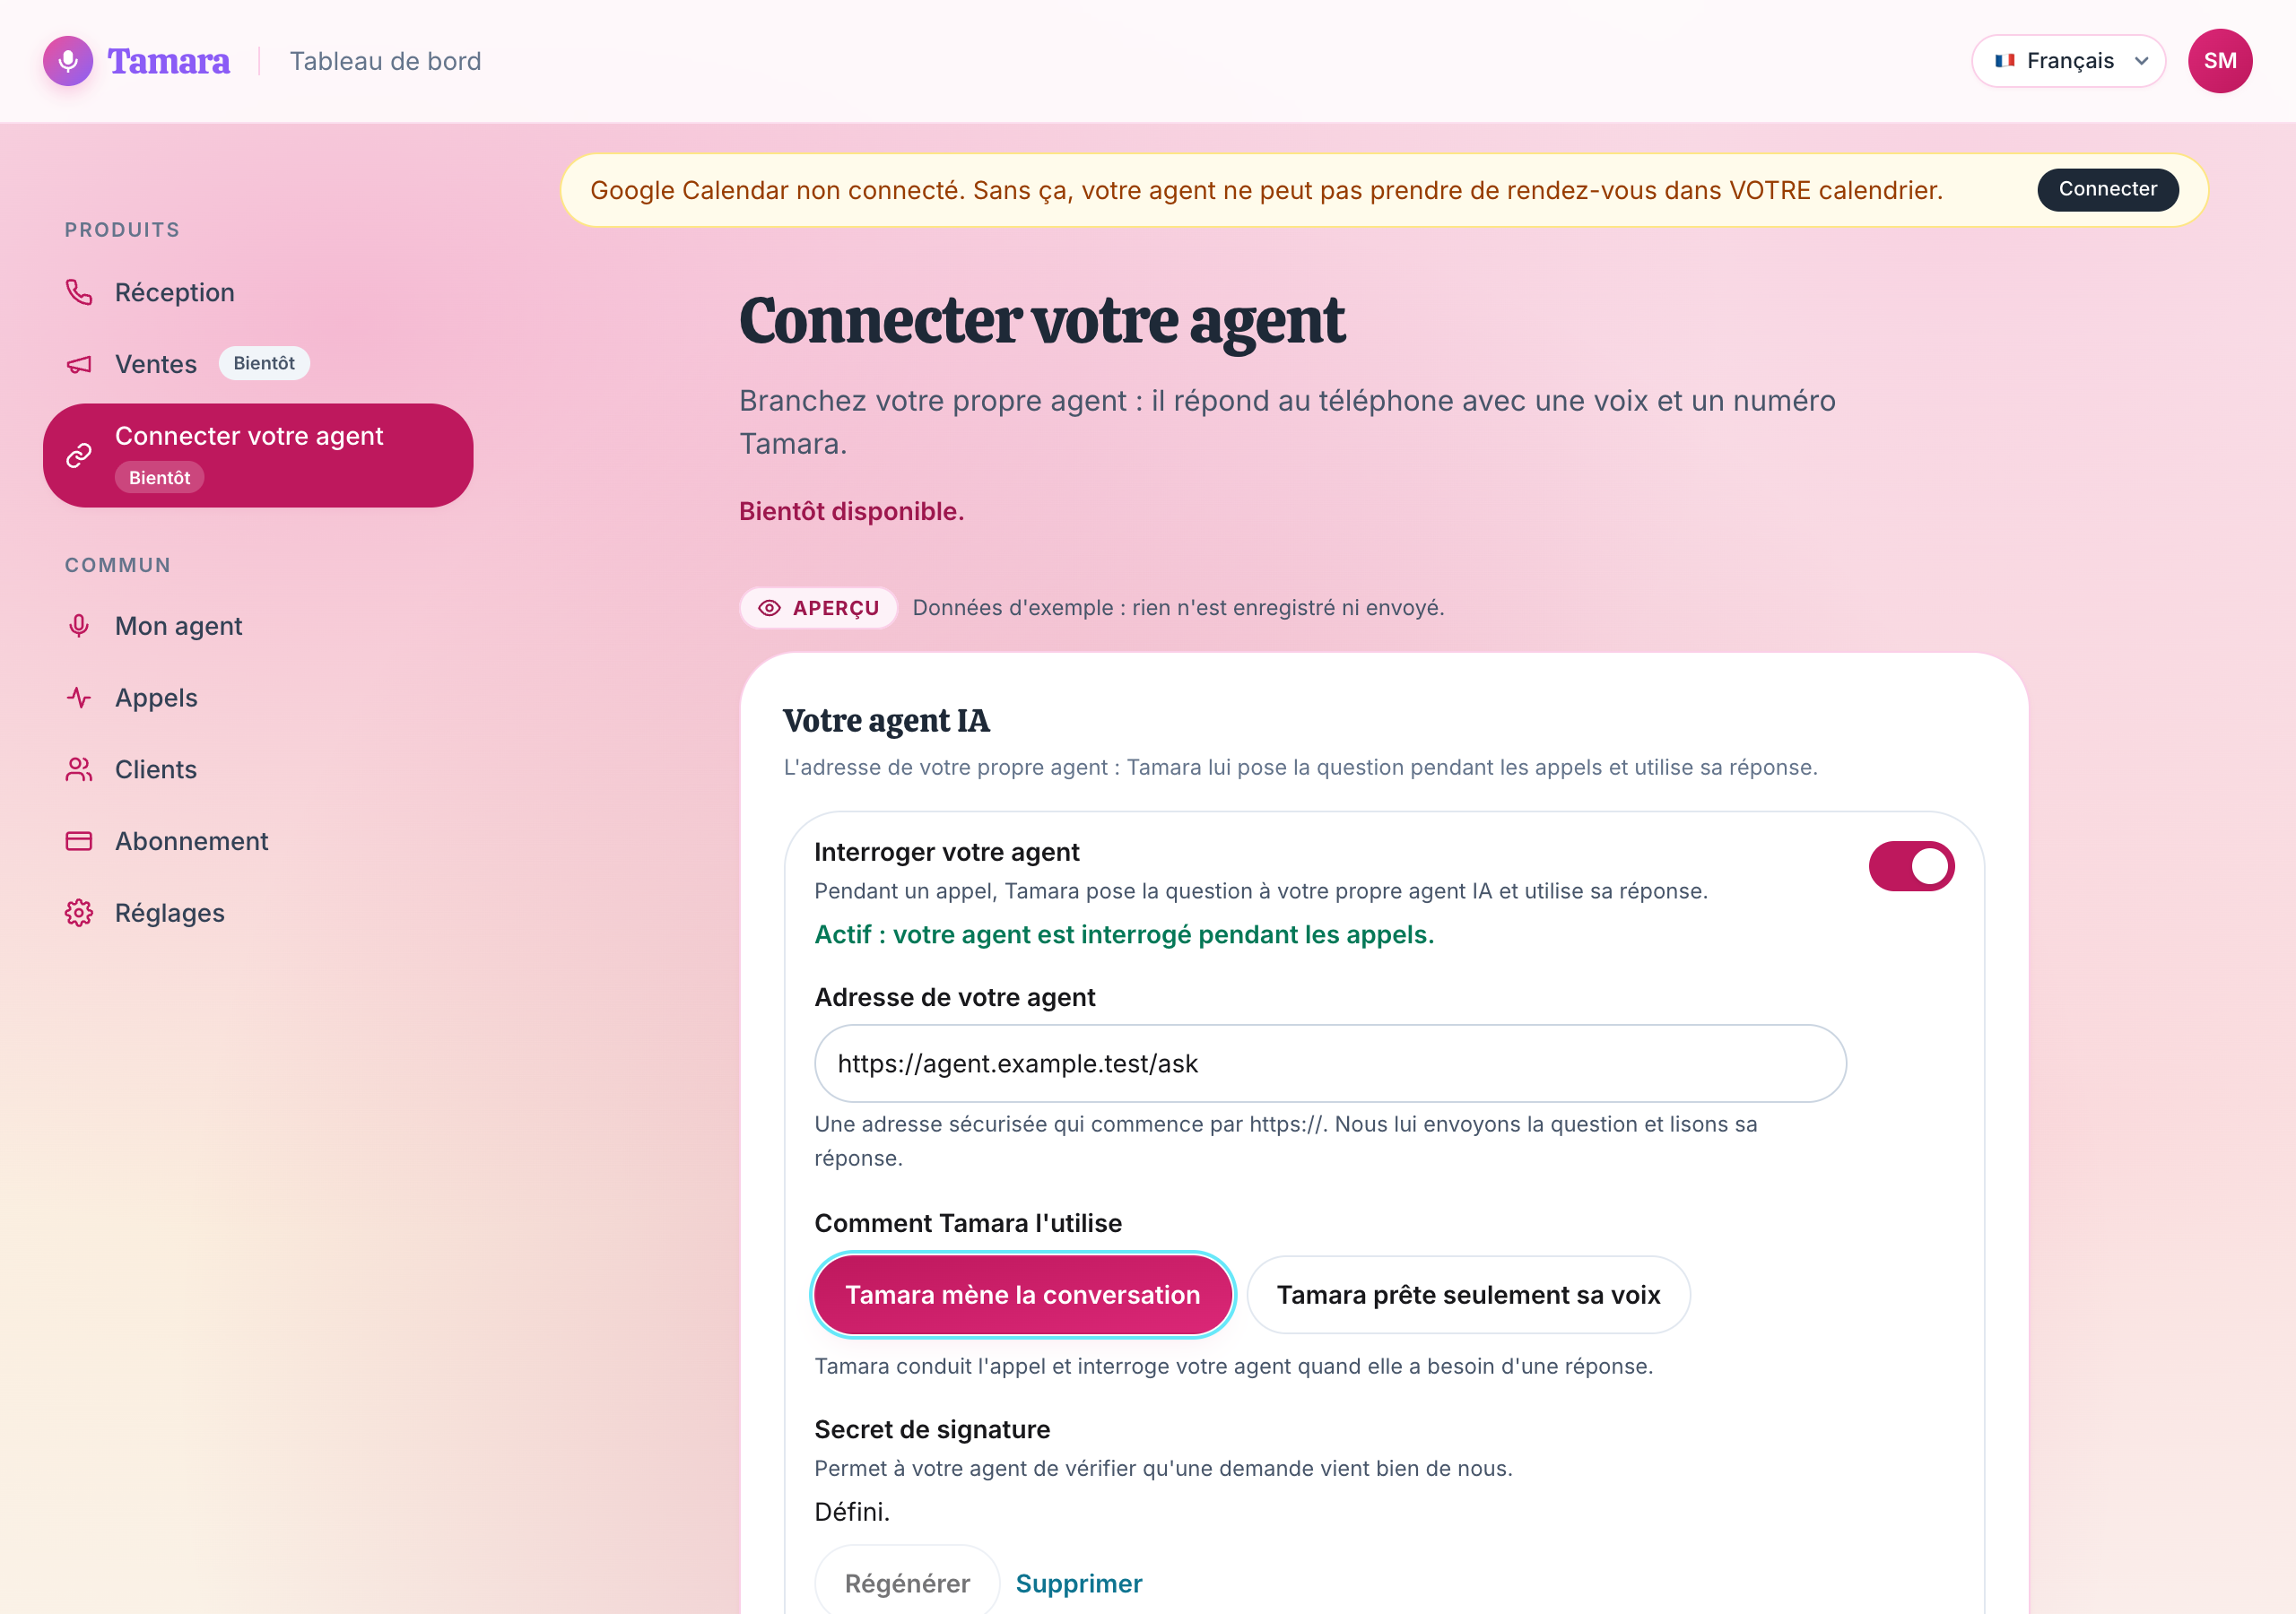 Tamara
Tableau de bord
Français
SM
Google Calendar non connecté. Sans ça, votre agent ne peut pas prendre de rendez-vous dans VOTRE calendrier.
Connecter
PRODUITS
Réception
Ventes
Bientôt
Connecter votre agent
Bientôt
COMMUN
Mon agent
Appels
Clients
Abonnement
Réglages
Connecter votre agent
Branchez votre propre agent : il répond au téléphone avec une voix et un numéro
Tamara.
Bientôt disponible.
APERÇU
Données d'exemple : rien n'est enregistré ni envoyé.
Votre agent IA
L'adresse de votre propre agent : Tamara lui pose la question pendant les appels et utilise sa réponse.
Interroger votre agent
Pendant un appel, Tamara pose la question à votre propre agent IA et utilise sa réponse.
Actif : votre agent est interrogé pendant les appels.
Adresse de votre agent
https://agent.example.test/ask
Une adresse sécurisée qui commence par https://. Nous lui envoyons la question et lisons sa
réponse.
Comment Tamara l'utilise
Tamara mène la conversation
Tamara prête seulement sa voix
Tamara conduit l'appel et interroge votre agent quand elle a besoin d'une réponse.
Secret de signature
Permet à votre agent de vérifier qu'une demande vient bien de nous.
Défini.
Régénérer
Supprimer